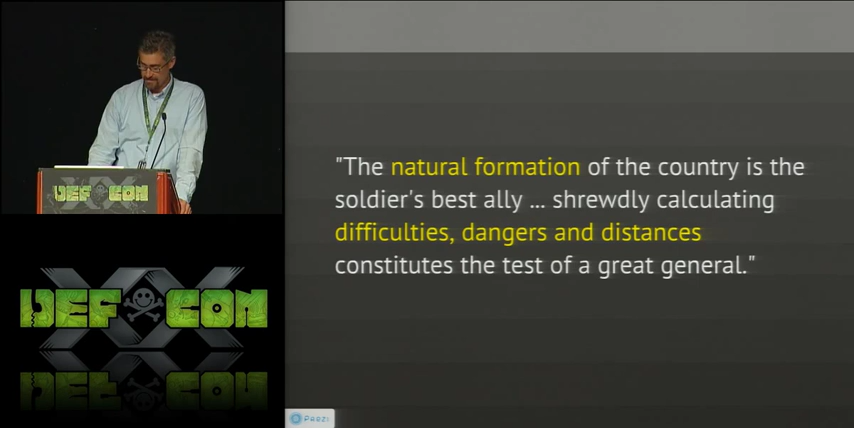 "The natural formation of the country is the
soldier's best ally ... shrewdly calculating
difficulties, dangers and distances
constitutes the test of a great general."
DEF CON
DEF CON
XX
PREZI